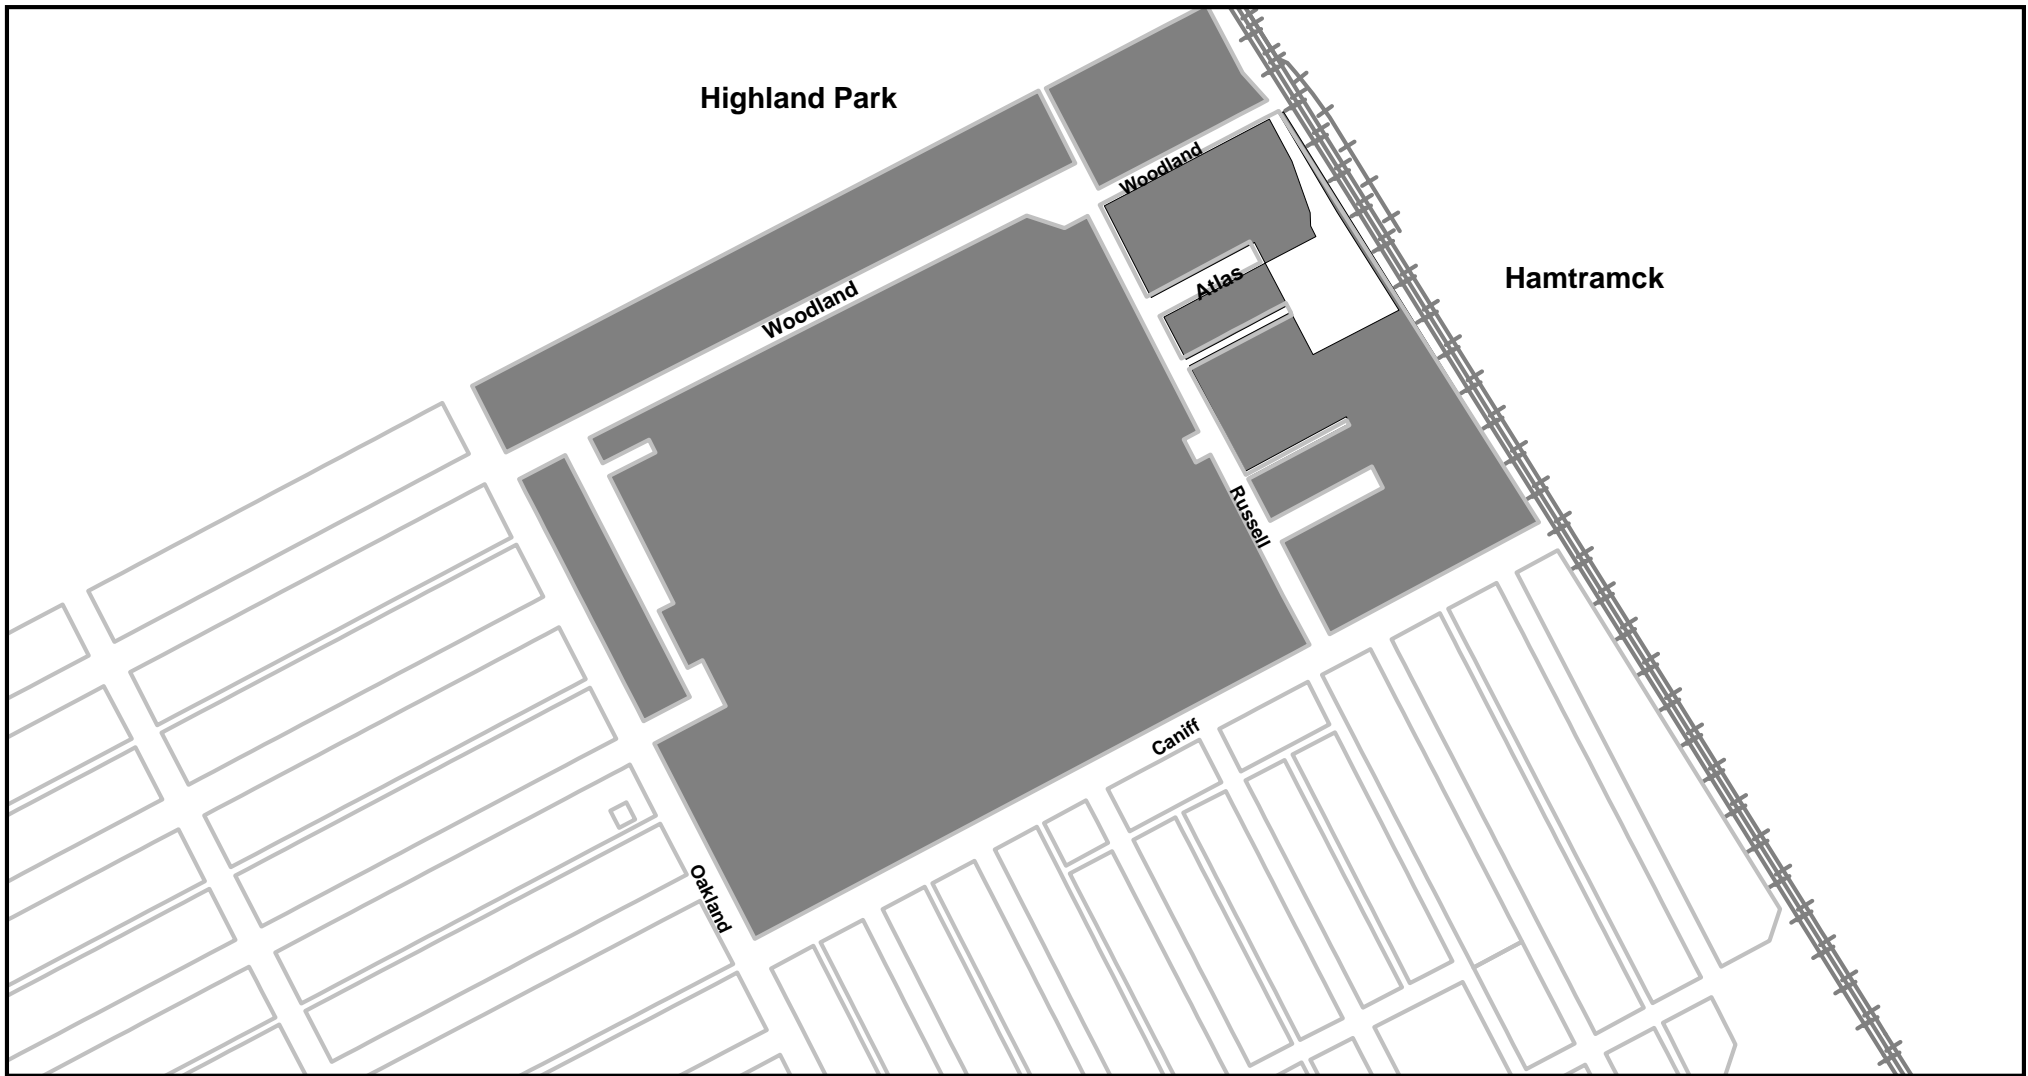 Highland Park
Woodland
Hamtramck
Atlas
Woodland
Russell
Caniff
Oakland